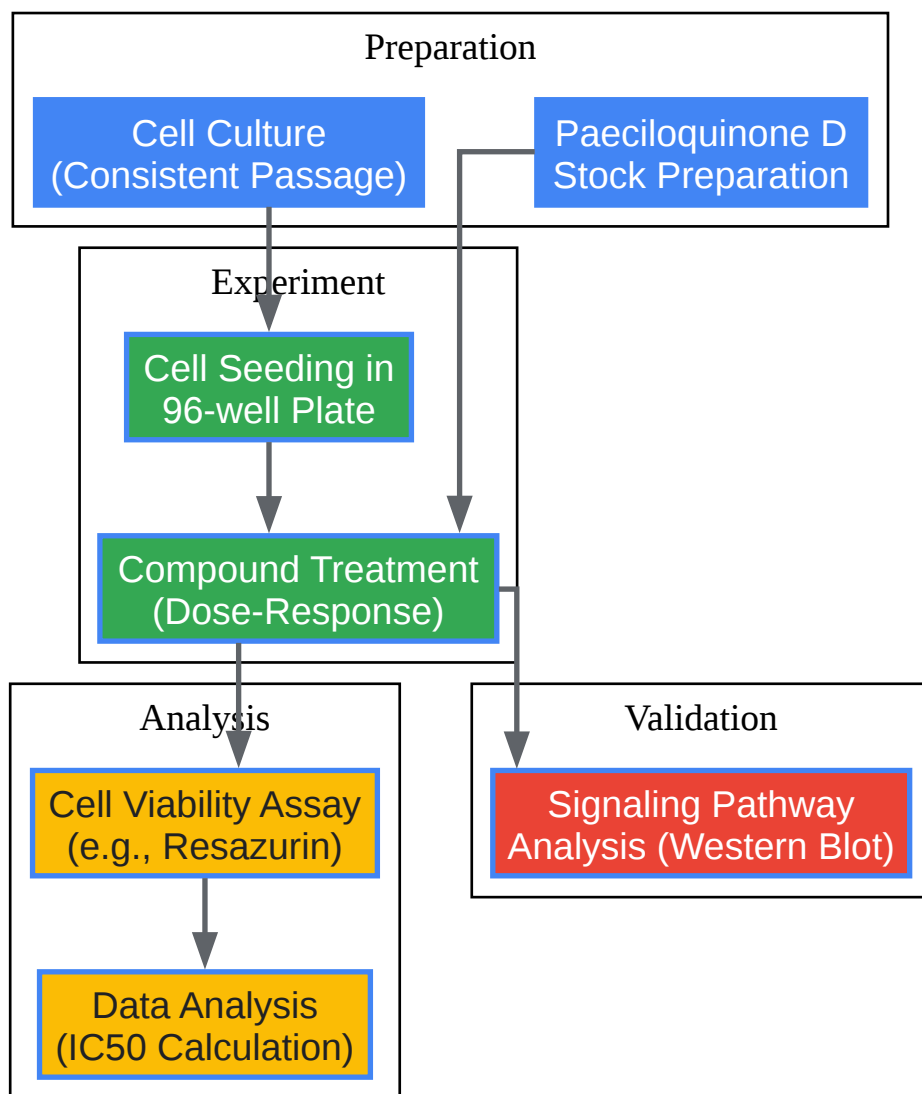 Preparation
Cell Culture
(Consistent Passage)
Paeciloquinone D
Stock Preparation
Experiment
Cell Seeding in
96-well Plate
Compound Treatment
(Dose-Response)
Analysis
Cell Viability Assay
(e.g., Resazurin)
Data Analysis
(IC50 Calculation)
Validation
Signaling Pathway
Analysis (Western Blot)